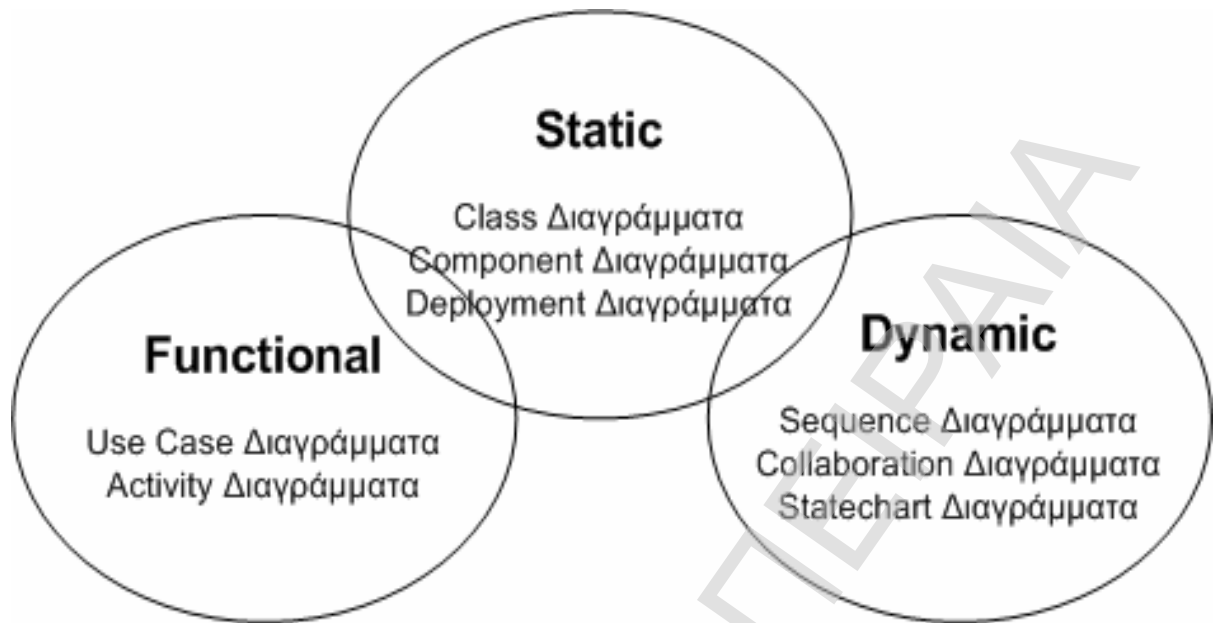 Static
Class Διαγράμματα
Component Διαγράμματα
Deployment Διαγράμματα
Functional
Use Case Διαγράμματα
Activity Διαγράμματα
Dynamic
Sequence Διαγράμματα
Collaboration Διαγράμματα
Statechart Διαγράμματα
ΠΕΙΡΑΙΑ